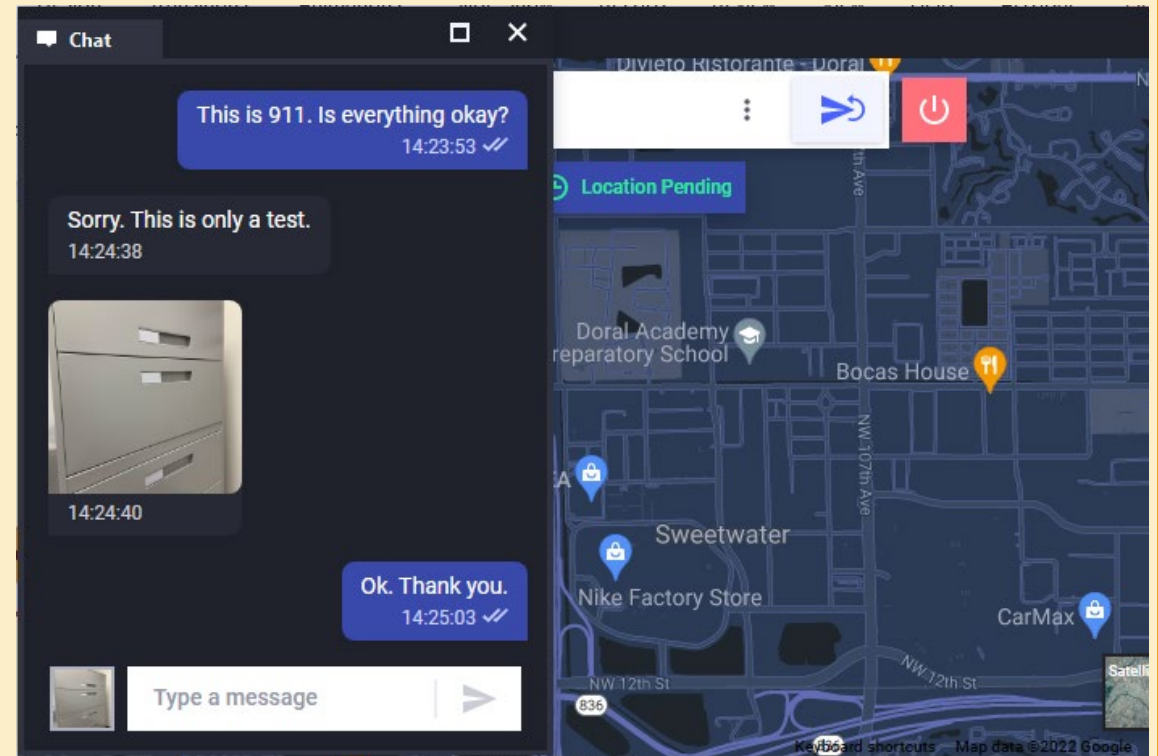 Chat
This is 911. Is everything okay?
14:23:53
Sorry. This is only a test.
14:24:38
14:24:40
Ok. Thank you.
14:25:03
Type a message
Divieto Ristorante - Doral
N
th Ave
Location Pending
Doral Academy
reparatory School
Bocas House
NW 107th Ave
A
Sweetwater
Nike Factory Store
CarMax
NW 12th St
NW 12th St
836
Satelli
Keyboard shortcuts
Map data ©2022 Google